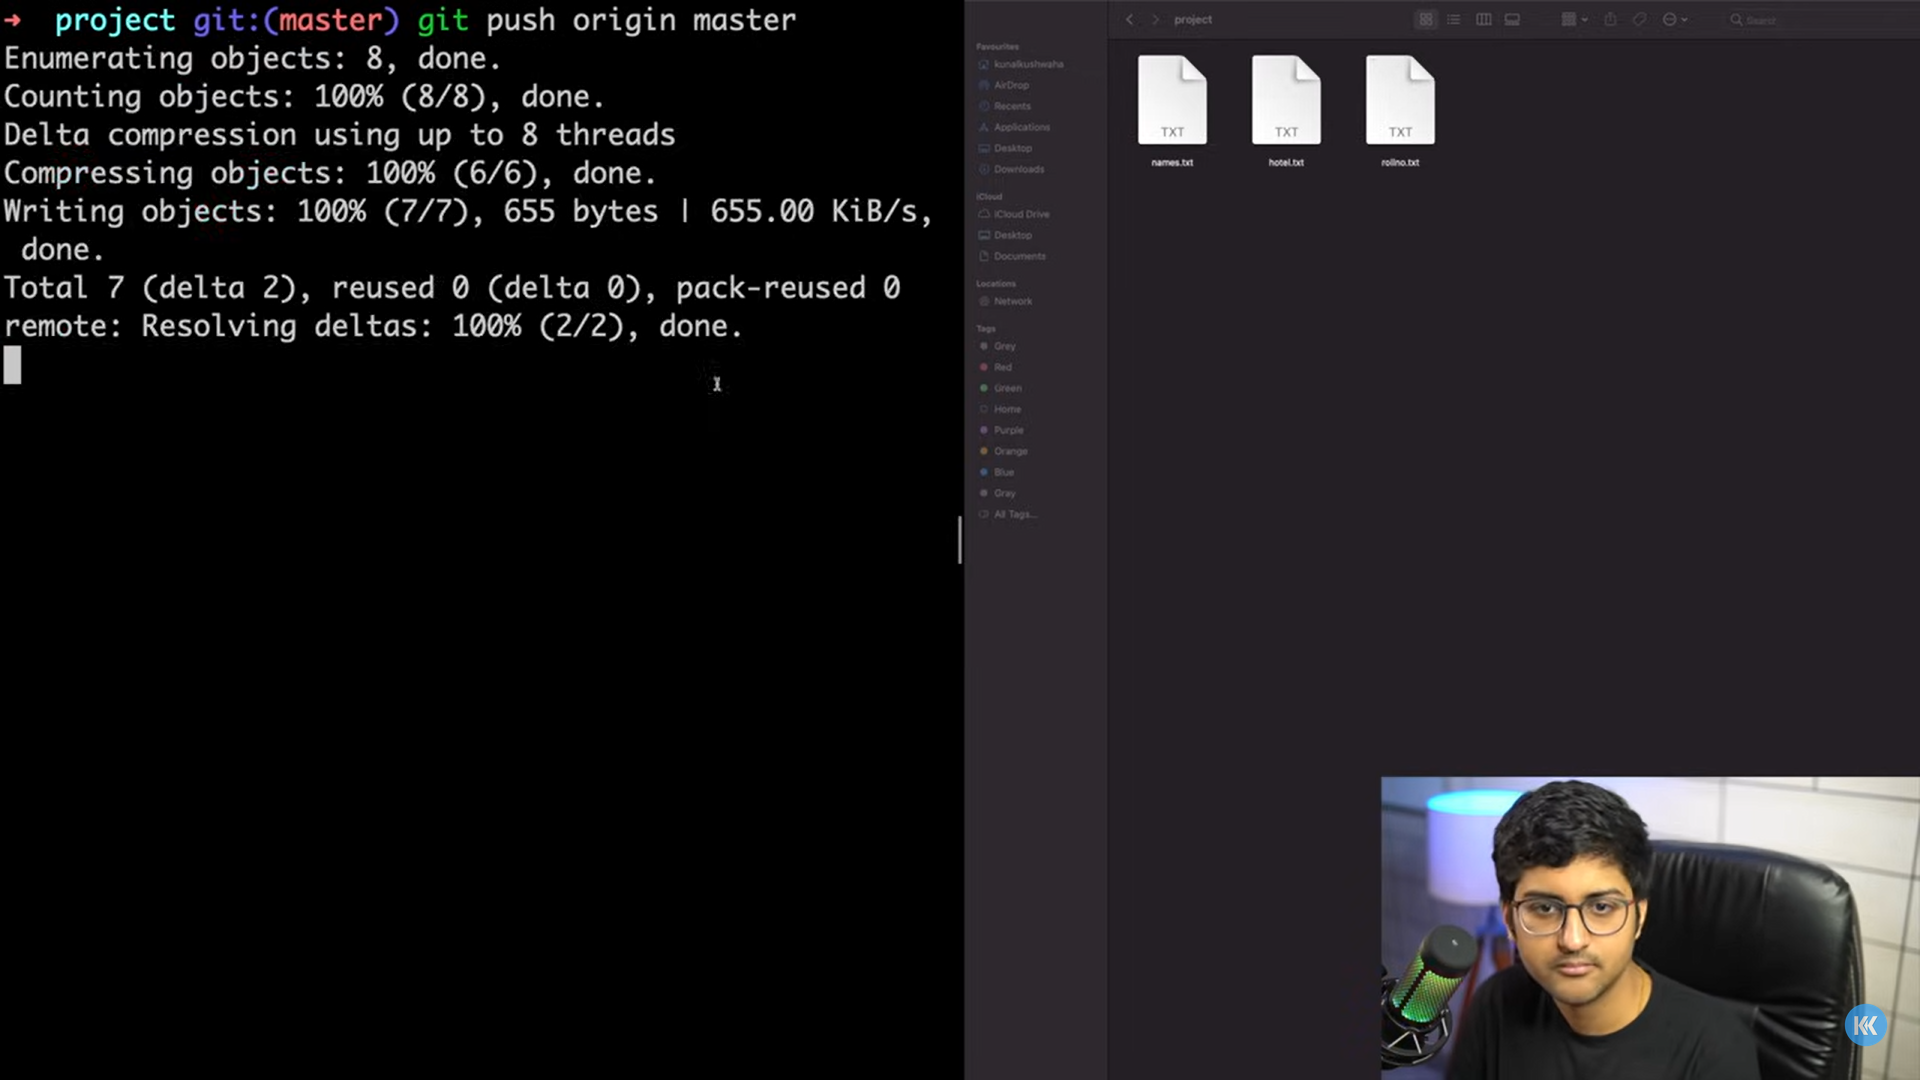 → project git:(master) git push origin master
Enumerating objects: 8, done.
Counting objects: 100% (8/8), done.
Delta compression using up to 8 threads
Compressing objects: 100% (6/6), done.
Writing objects: 100% (7/7), 655 bytes | 655.00 KiB/s,
 done.
Total 7 (delta 2), reused 0 (delta 0), pack-reused 0
remote: Resolving deltas: 100% (2/2), done.
Favourites
kunalkushwaha
AirDrop
Recents
Applications
Desktop
Downloads
iCloud
iCloud Drive
Desktop
Documents
Locations
Network
Tags
Grey
Red
Green
Home
Purple
Orange
Blue
Gray
All Tags...
project
Search
TXT
names.txt
TXT
hotel.txt
TXT
rollno.txt
KK